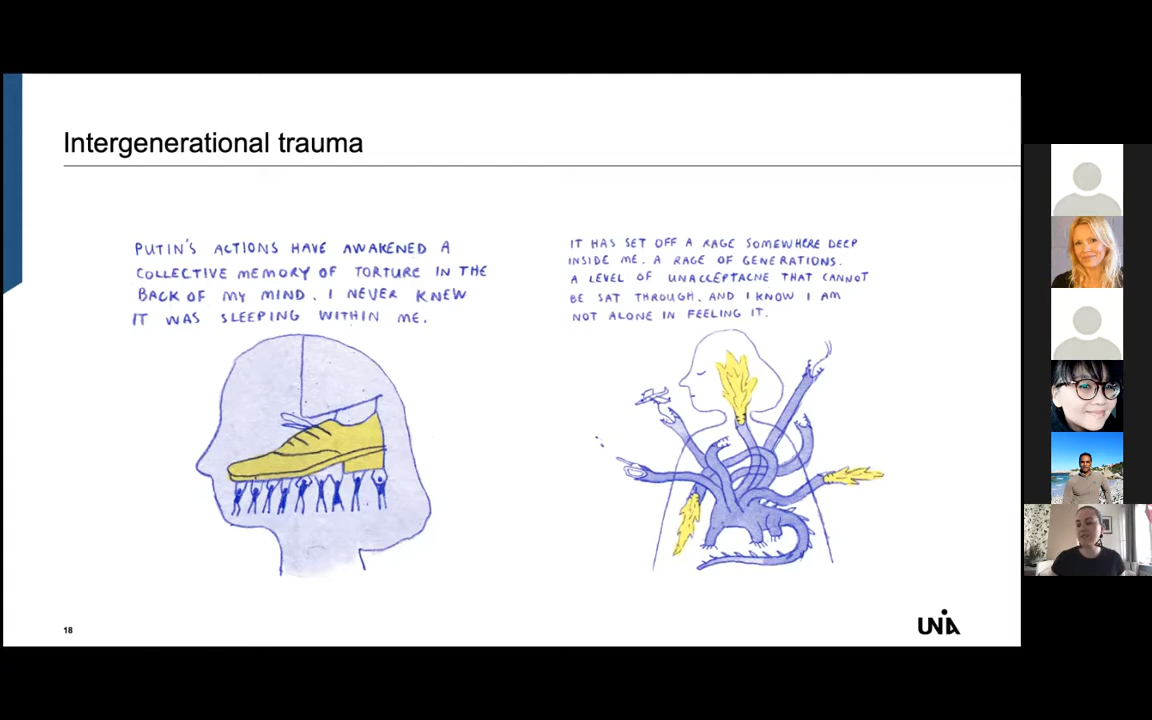 Intergenerational trauma
PUTIN'S ACTIONS HAVE AWAKENED A
COLLECTIVE MEMORY OF TORTURE IN THE
BACK OF MY MIND. I NEVER KNEW
IT WAS SLEEPING WITHIN ME.
IT HAS SET OFF A RAGE SOMEWHERE DEEP
INSIDE ME. A RAGE OF GENERATIONS.
A LEVEL OF UNACCEPTACNE THAT CANNOT
BE SAT THROUGH. AND I KNOW I AM
NOT ALONE IN FEELING IT.
18
UNIA